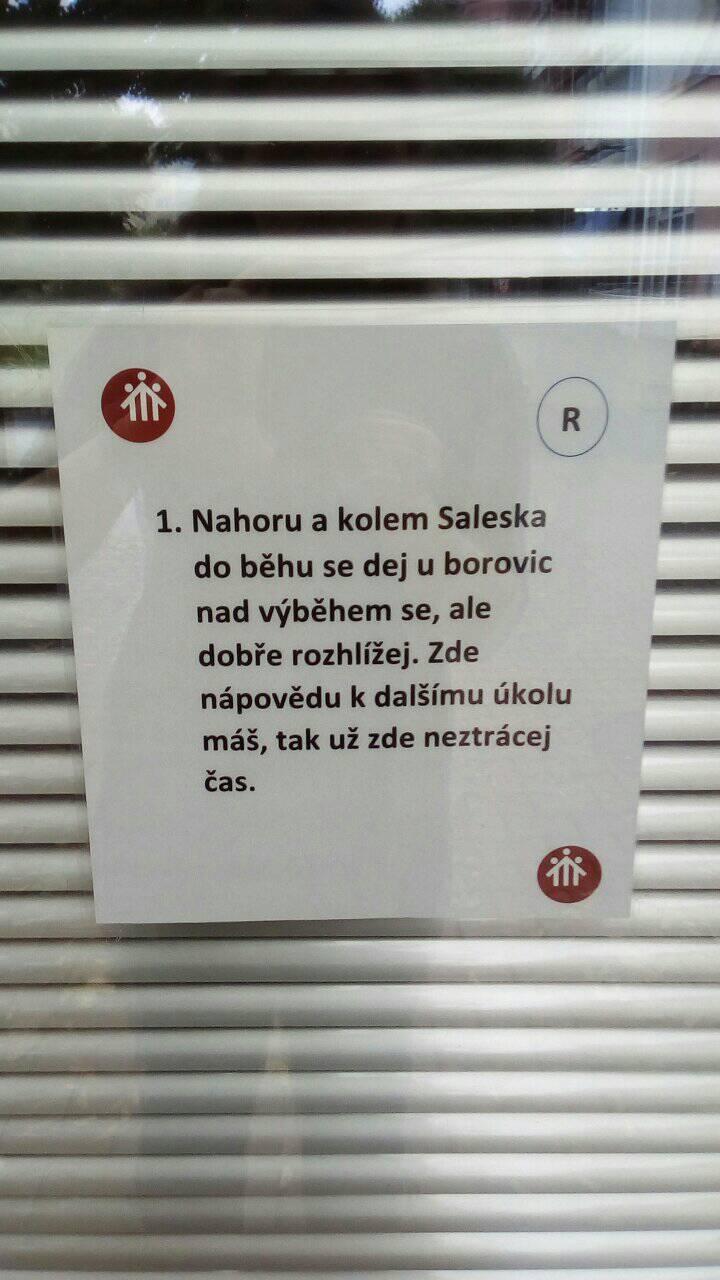 R
1. Nahoru a kolem Saleska
do běhu se dej u borovic
nad výběhem se, ale
dobře rozhlížej. Zde
nápovědu k dalšímu úkolu
máš, tak už zde neztrácej
čas.